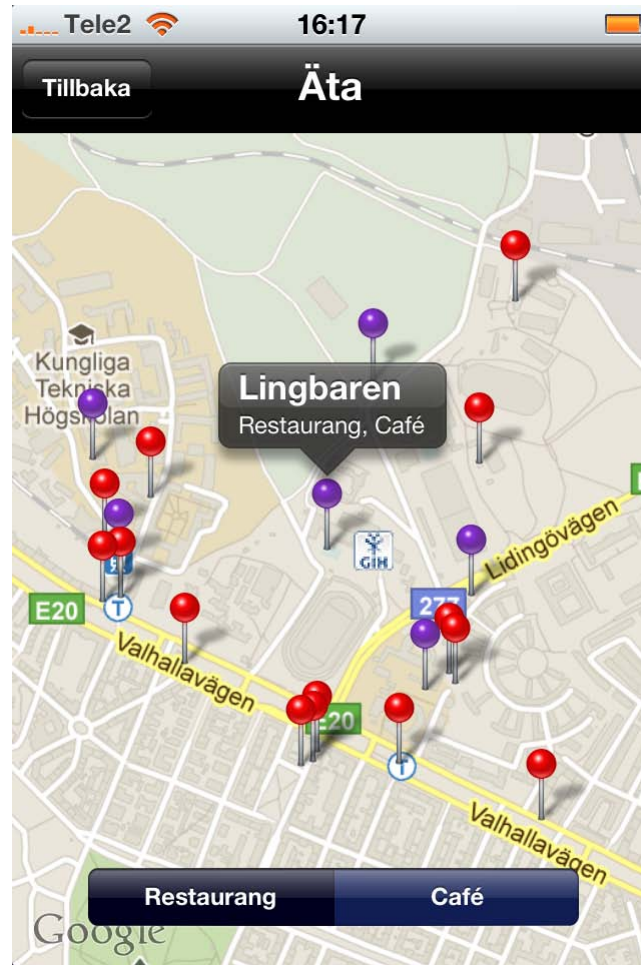 Tele2
16:17
Tillbaka
Äta
Kungliga
Tekniska
Högskolan
Lingbaren
Restaurang, Café
GIH
Lidingövägen
277
E20
Valhallavägen
E20
T
T
Valhallavägen
Restaurang
Café
Google